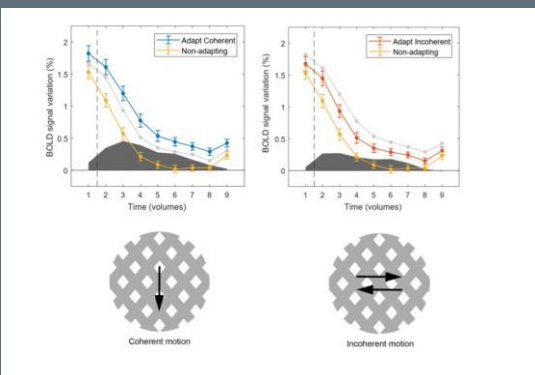 2
1.5
1
0.5
0
BOLD signal variation (%)
Adapt Coherent
Non-adapting
1 2 3 4 5 6 7 8 9
Time (volumes)
2
1.5
1
0.5
0
BOLD signal variation (%)
Adapt Incoherent
Non-adapting
1 2 3 4 5 6 7 8 9
Time (volumes)
Coherent motion
Incoherent motion